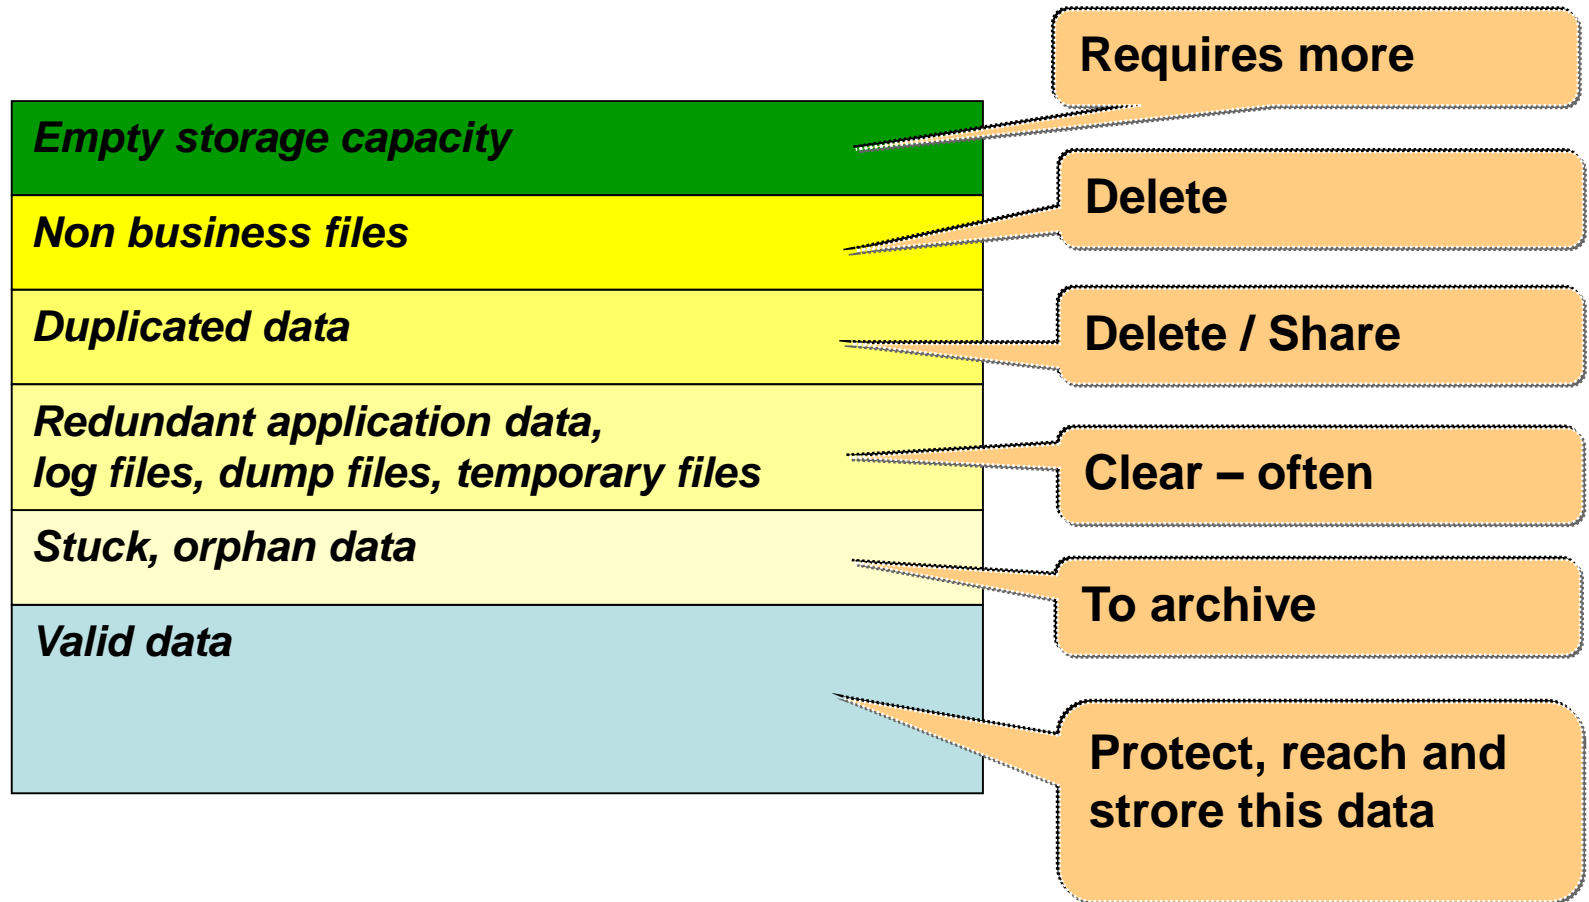 Requires more
Empty storage capacity
Delete
Non business files
Delete / Share
Duplicated data
Redundant application data,
log files, dump files, temporary files
Clear – often
Stuck, orphan data
To archive
Valid data
Protect, reach and
strore this data